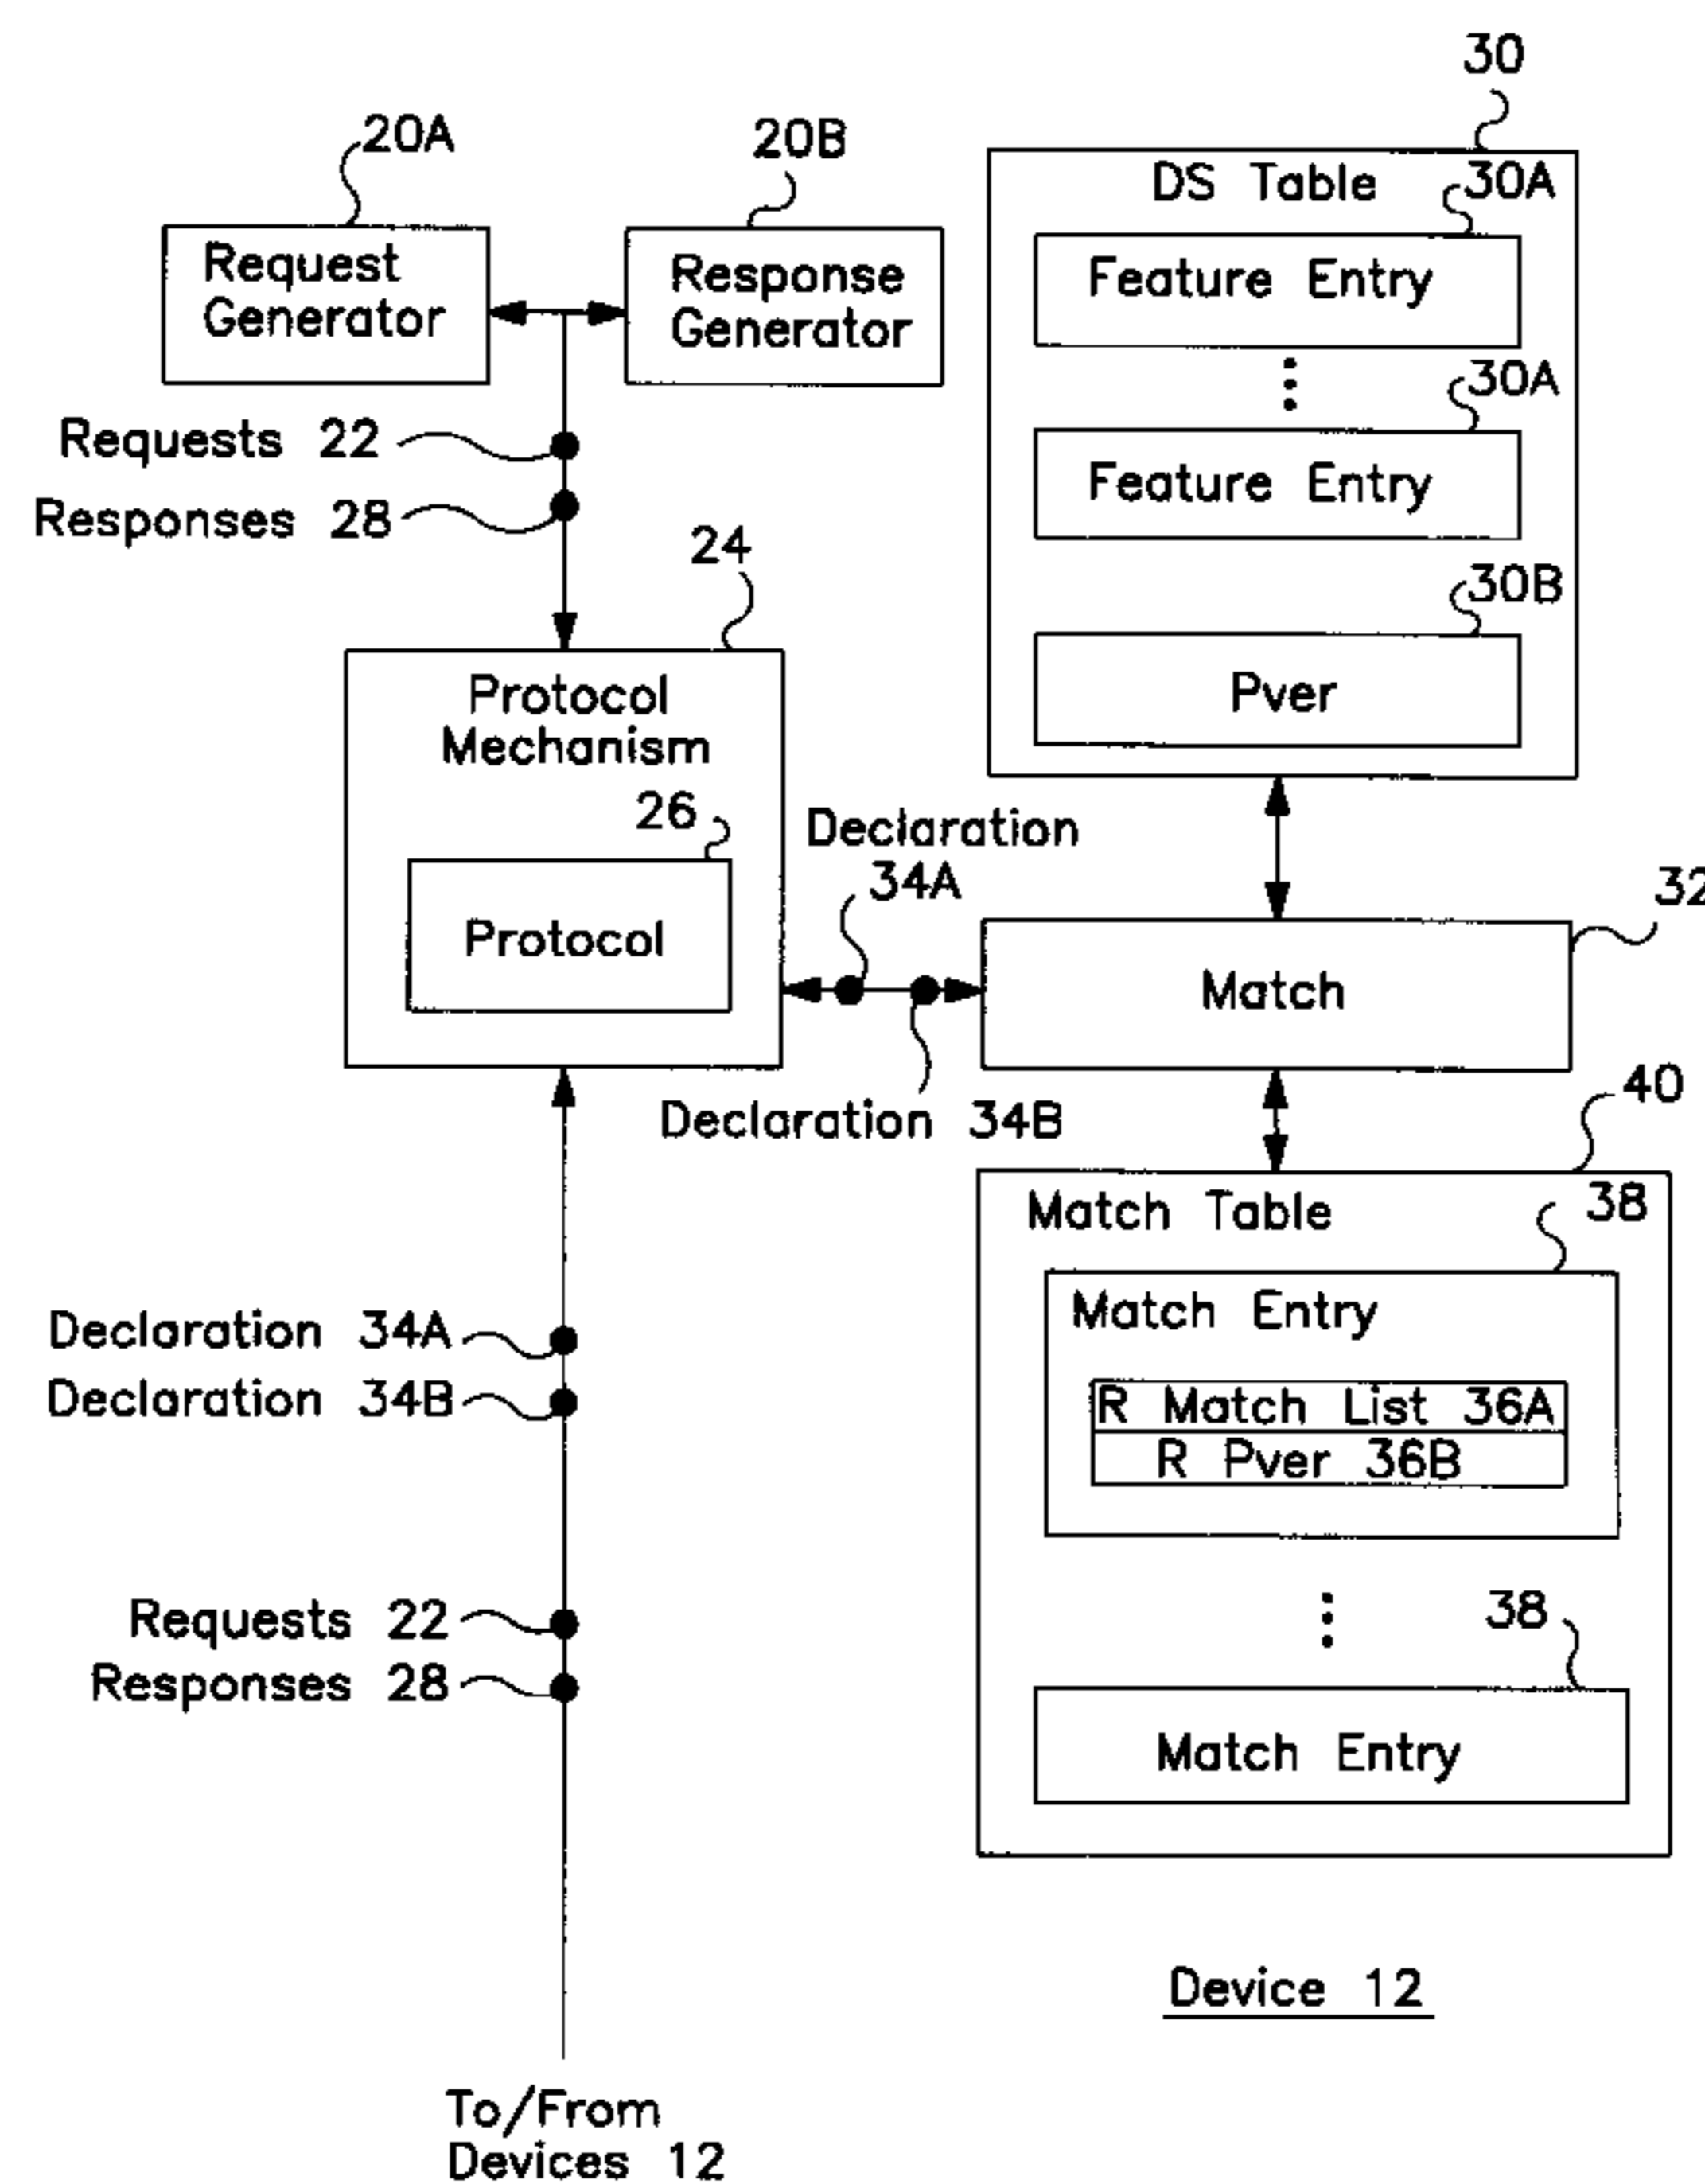 30
20A
20B
DS Table
30A
Request
Generator
Response
Generator
Feature Entry
30A
Requests 22
Feature Entry
Responses 28
24
30B
Protocol
Mechanism
Pver
26
Declaration
34A
32
Protocol
Match
40
Declaration 34B
Match Table
38
Match Entry
Declaration 34A
Declaration 34B
R Match List 36A
R Pver 36B
Requests 22
38
Responses 28
Match Entry
Device 12
To/From
Devices 12